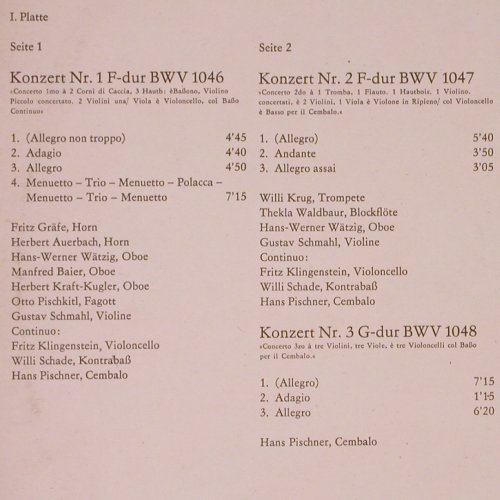 I. Platte
Seite 1
Konzert Nr. 1 F-dur BWV 1046
»Concerto 1mo à 2 Corni di Caccia, 3 Hautb: èBaßono, Violino
Piccolo concertato, 2 Violini una/ Viola è Violoncello, col Baßo
Continuo«
1. (Allegro non troppo) 4'45
2. Adagio 4'40
3. Allegro 4'50
4. Menuetto – Trio – Menuetto – Polacca –
Menuetto – Trio – Menuetto 7'15
Fritz Gräfe, Horn
Herbert Auerbach, Horn
Hans-Werner Wätzig, Oboe
Manfred Baier, Oboe
Herbert Kraft-Kugler, Oboe
Otto Pischkitl, Fagott
Gustav Schmahl, Violine
Continuo:
Fritz Klingenstein, Violoncello
Willi Schade, Kontrabaß
Hans Pischner, Cembalo
Seite 2
Konzert Nr. 2 F-dur BWV 1047
»Concerto 2do à 1 Tromba, 1 Flauto, 1 Hautbois, 1 Violino,
concertati, è 2 Violini, 1 Viola è Violone in Ripieno/ col Violoncello
è Basso per il Cembalo.«
1. (Allegro) 5'40
2. Andante 3'50
3. Allegro assai 3'05
Willi Krug, Trompete
Thekla Waldbaur, Blockflöte
Hans-Werner Wätzig, Oboe
Gustav Schmahl, Violine
Continuo:
Fritz Klingenstein, Violoncello
Willi Schade, Kontrabaß
Hans Pischner, Cembalo
Konzert Nr. 3 G-dur BWV 1048
»Concerto 3zo à tre Violini, tre Viole, è tre Violoncelli col Baßo
per il Cembalo.«
1. (Allegro) 7'15
2. Adagio 1'15
3. Allegro 6'20
Hans Pischner, Cembalo